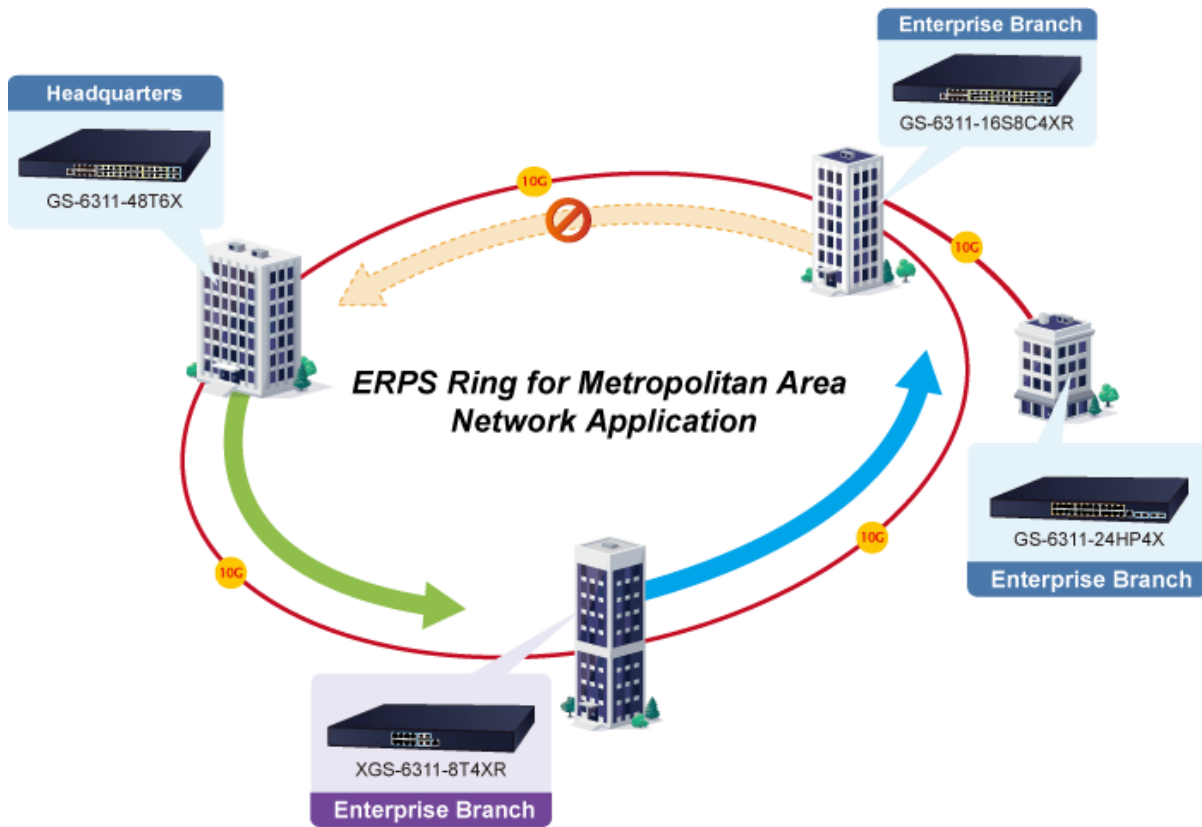 Enterprise Branch
GS-6311-16S8C4XR
Headquarters
GS-6311-48T6X
10G
10G
ERPS Ring for Metropolitan Area
Network Application
10G
10G
GS-6311-24HP4X
Enterprise Branch
XGS-6311-8T4XR
Enterprise Branch